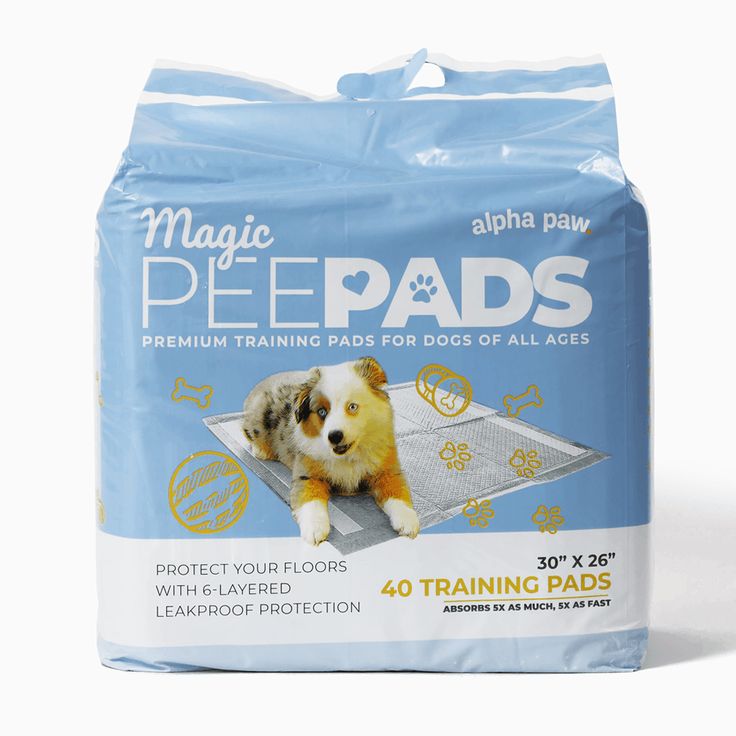 Magic
alpha paw.
PEEPADS
PREMIUM TRAINING PADS FOR DOGS OF ALL AGES
PROTECT YOUR FLOORS
WITH 6-LAYERED
LEAKPROOF PROTECTION
30” X 26”
40 TRAINING PADS
ABSORBS 5X AS MUCH, 5X AS FAST